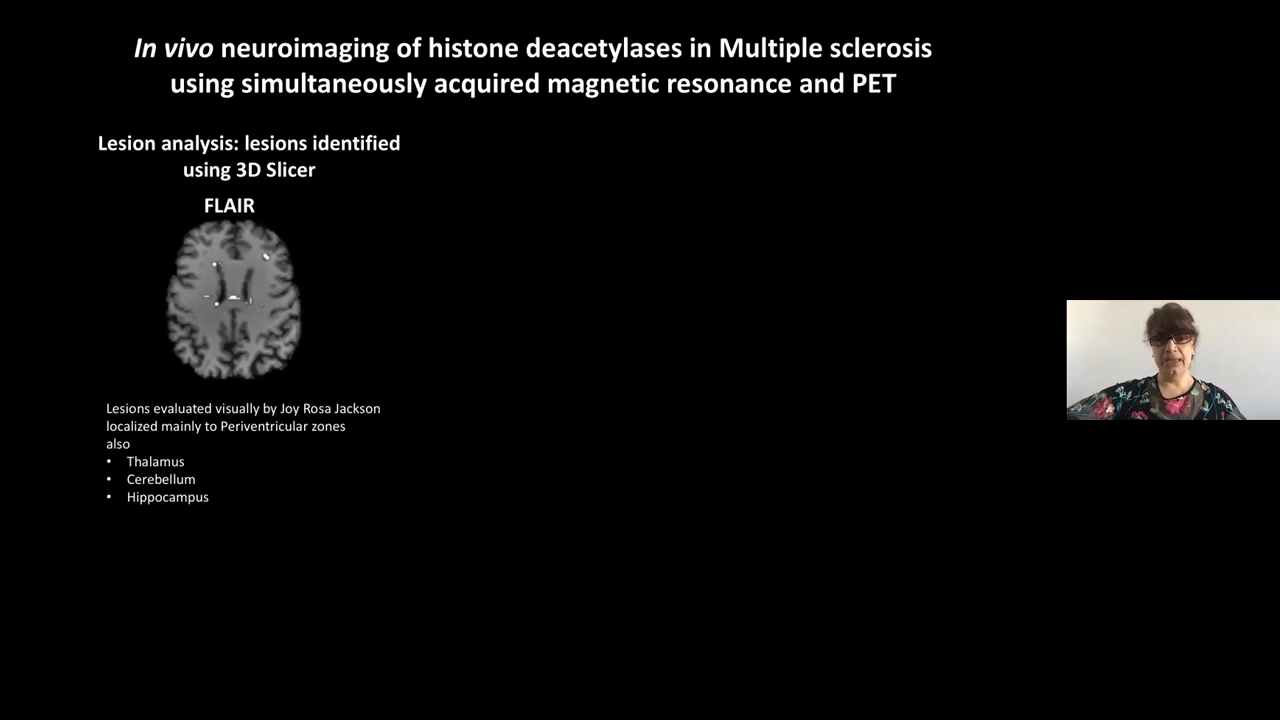 In vivo neuroimaging of histone deacetylases in Multiple sclerosis
using simultaneously acquired magnetic resonance and PET
Lesion analysis: lesions identified
using 3D Slicer
FLAIR
Lesions evaluated visually by Joy Rosa Jackson
localized mainly to Periventricular zones
also
• Thalamus
• Cerebellum
• Hippocampus